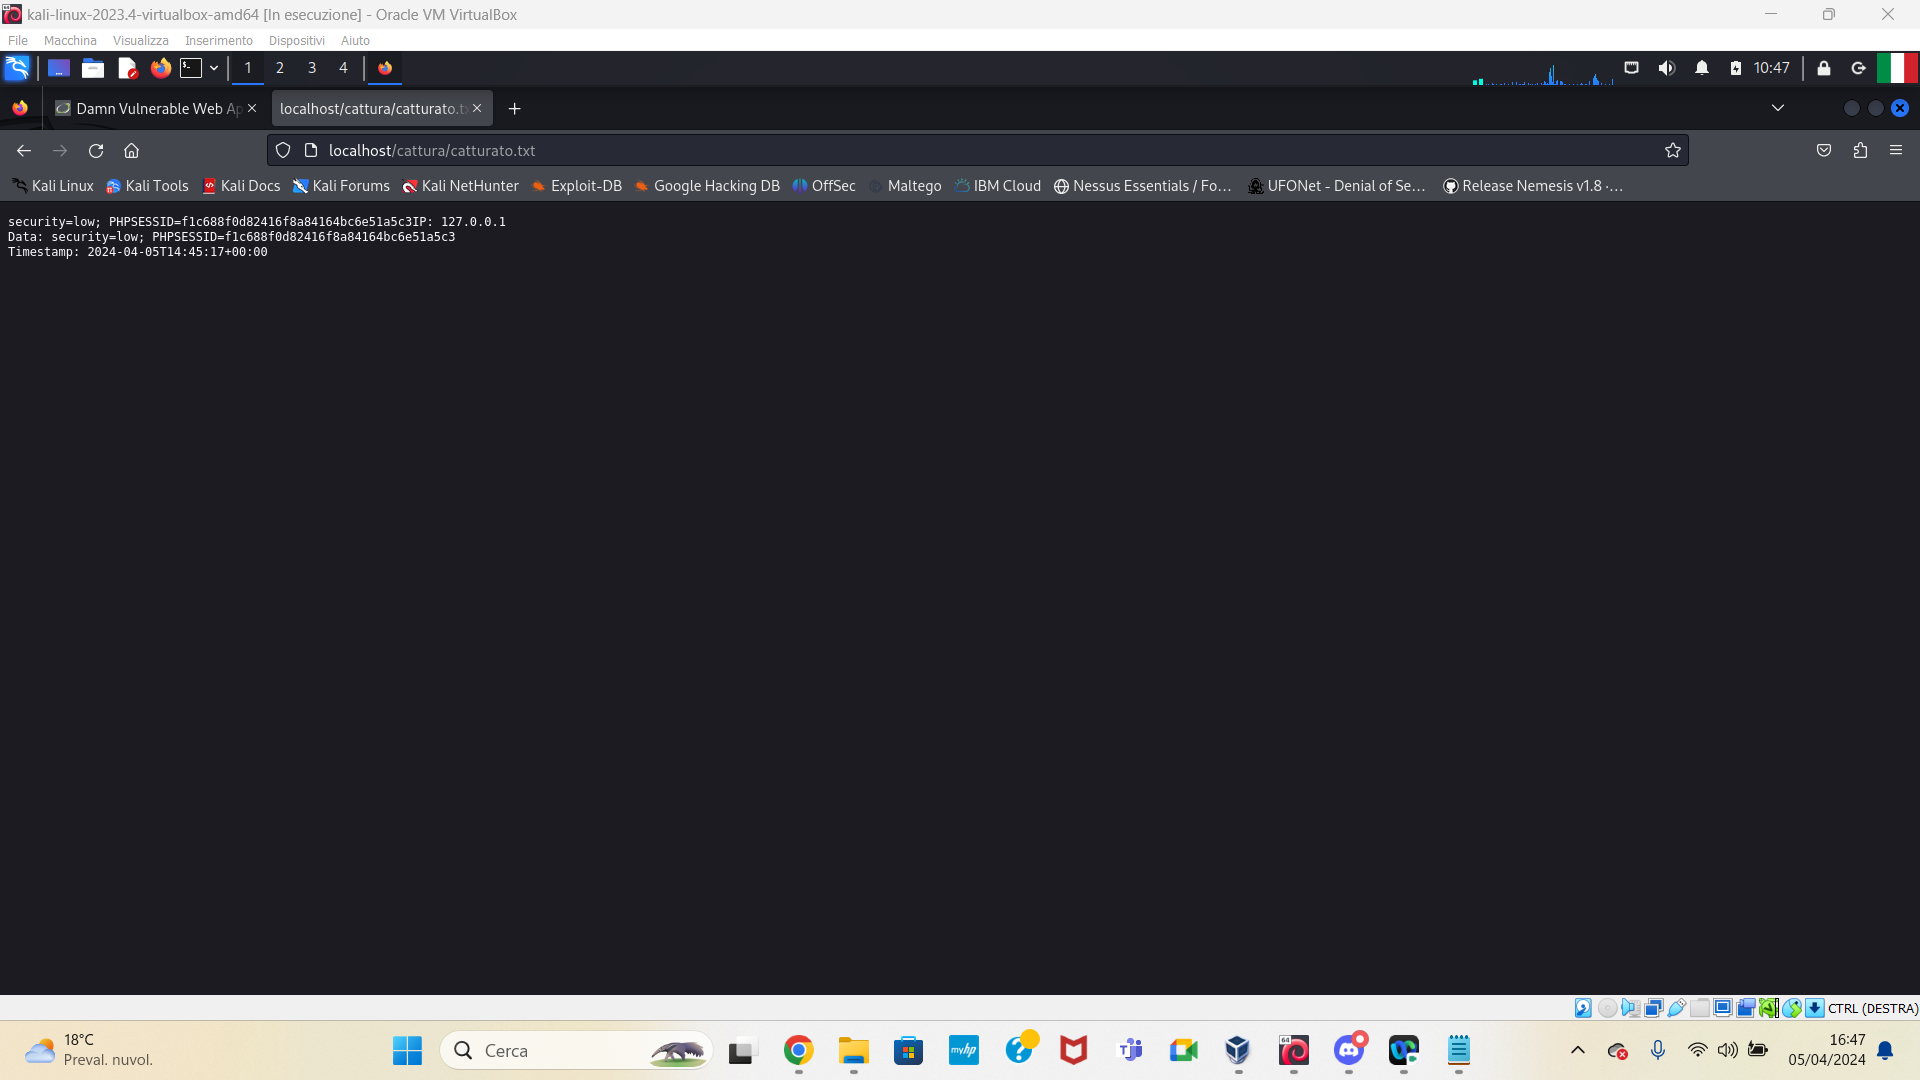 kali-linux-2023.4-virtualbox-amd64 [In esecuzione] - Oracle VM VirtualBox
File Macchina Visualizza Inserimento Dispositivi Aiuto
1 2 3 4 10:47
Damn Vulnerable Web Ap localhost/cattura/catturato.tx
localhost/cattura/catturato.txt
Kali Linux Kali Tools Kali Docs Kali Forums Kali NetHunter Exploit-DB Google Hacking DB OffSec Maltego IBM Cloud Nessus Essentials / Fo... UFONet - Denial of Se... Release Nemesis v1.8 ·...
security=low; PHPSESSID=f1c688f0d82416f8a84164bc6e51a5c3IP: 127.0.0.1
Data: security=low; PHPSESSID=f1c688f0d82416f8a84164bc6e51a5c3
Timestamp: 2024-04-05T14:45:17+00:00
CTRL (DESTRA)
18°C
Preval. nuvol.
Cerca
myhp
16:47
05/04/2024